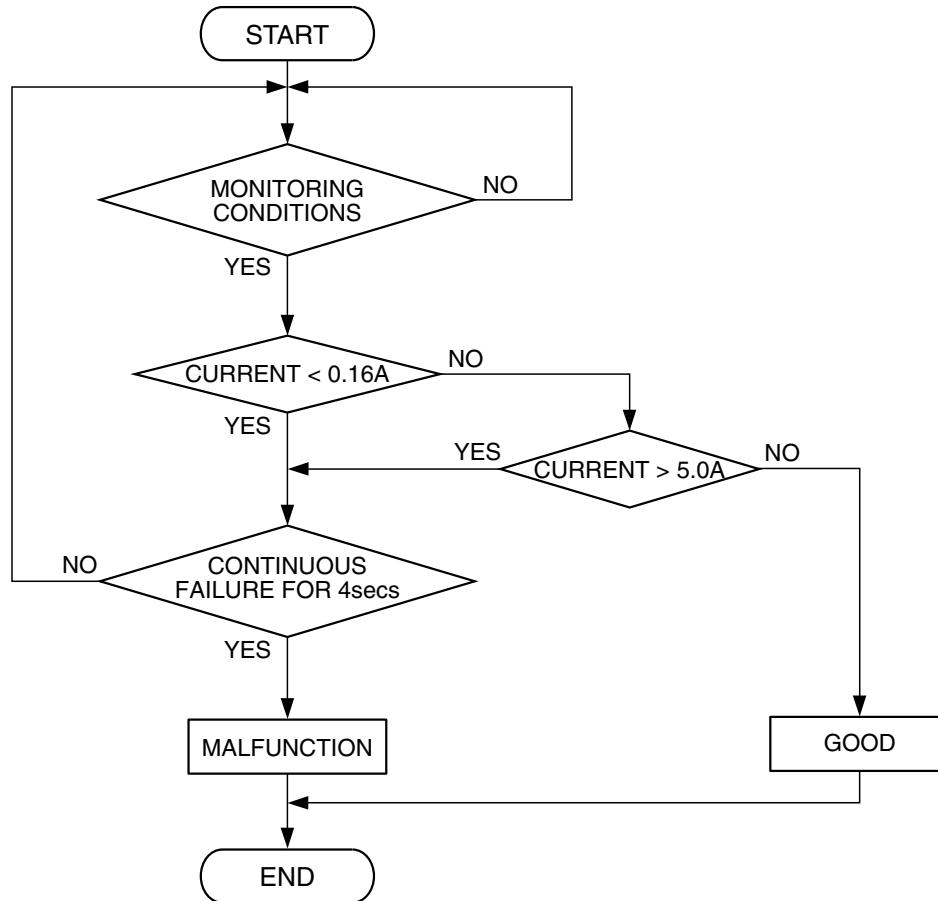 START
MONITORING
CONDITIONS
NO
YES
CURRENT < 0.16A
NO
YES
YES
CURRENT > 5.0A
NO
NO
CONTINUOUS
FAILURE FOR 4secs
YES
MALFUNCTION
GOOD
END